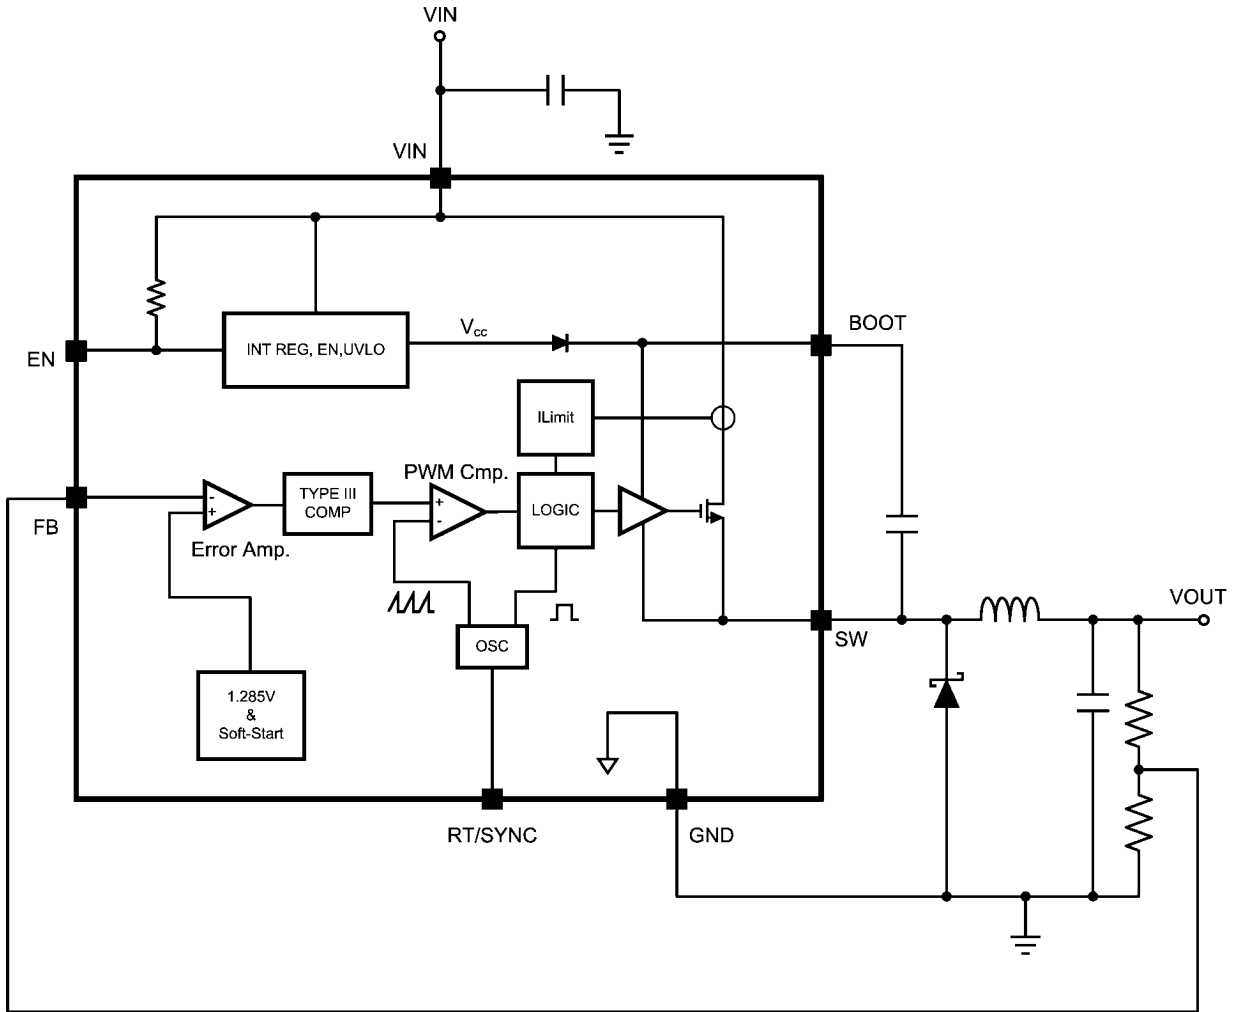 VIN
VIN
BOOT
V_cc
INT REG, EN,UVLO
EN
ILimit
PWM Cmp.
TYPE III
COMP
-
+
+
-
LOGIC
FB
Error Amp.
VOUT
SW
OSC
1.285V
&
Soft-Start
RT/SYNC
GND